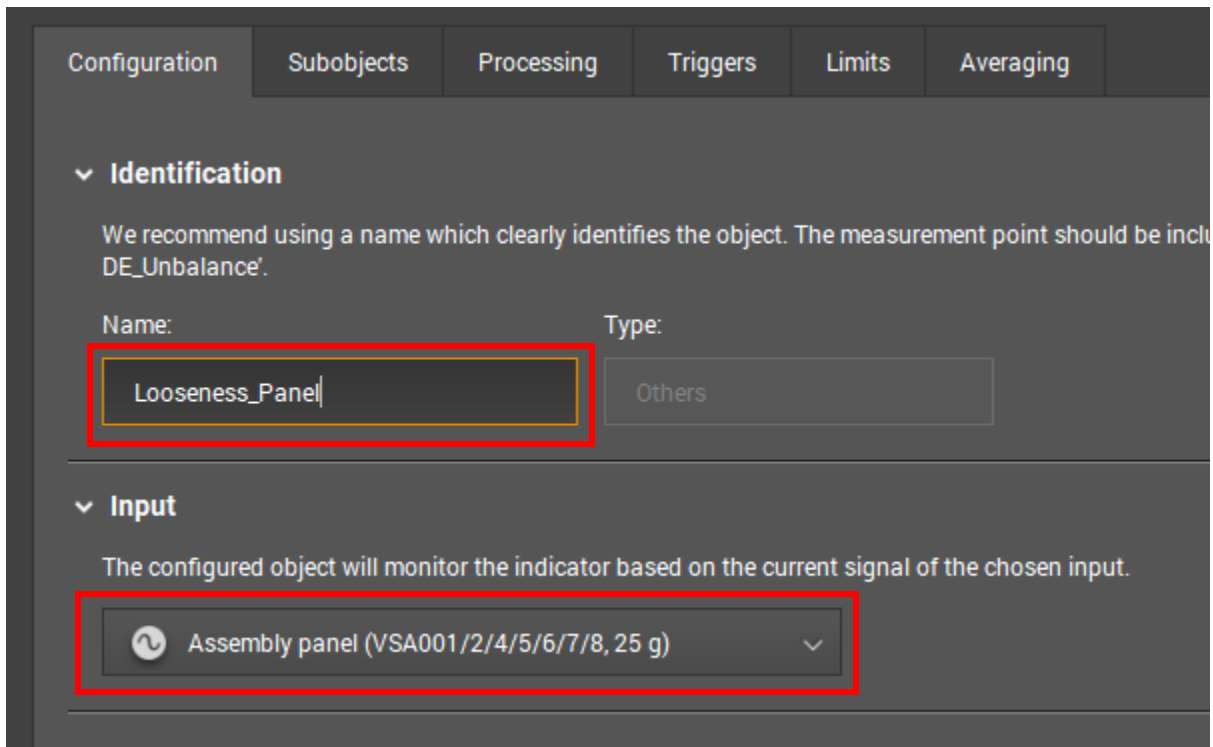 Configuration Subobjects Processing Triggers Limits Averaging
Identification
We recommend using a name which clearly identifies the object. The measurement point should be
DE_Unbalance'.
Name: Type:
Looseness_Panel Others
Input
The configured object will monitor the indicator based on the current signal of the chosen input.
Assembly panel (VSA001/2/4/5/6/7/8, 25 g)